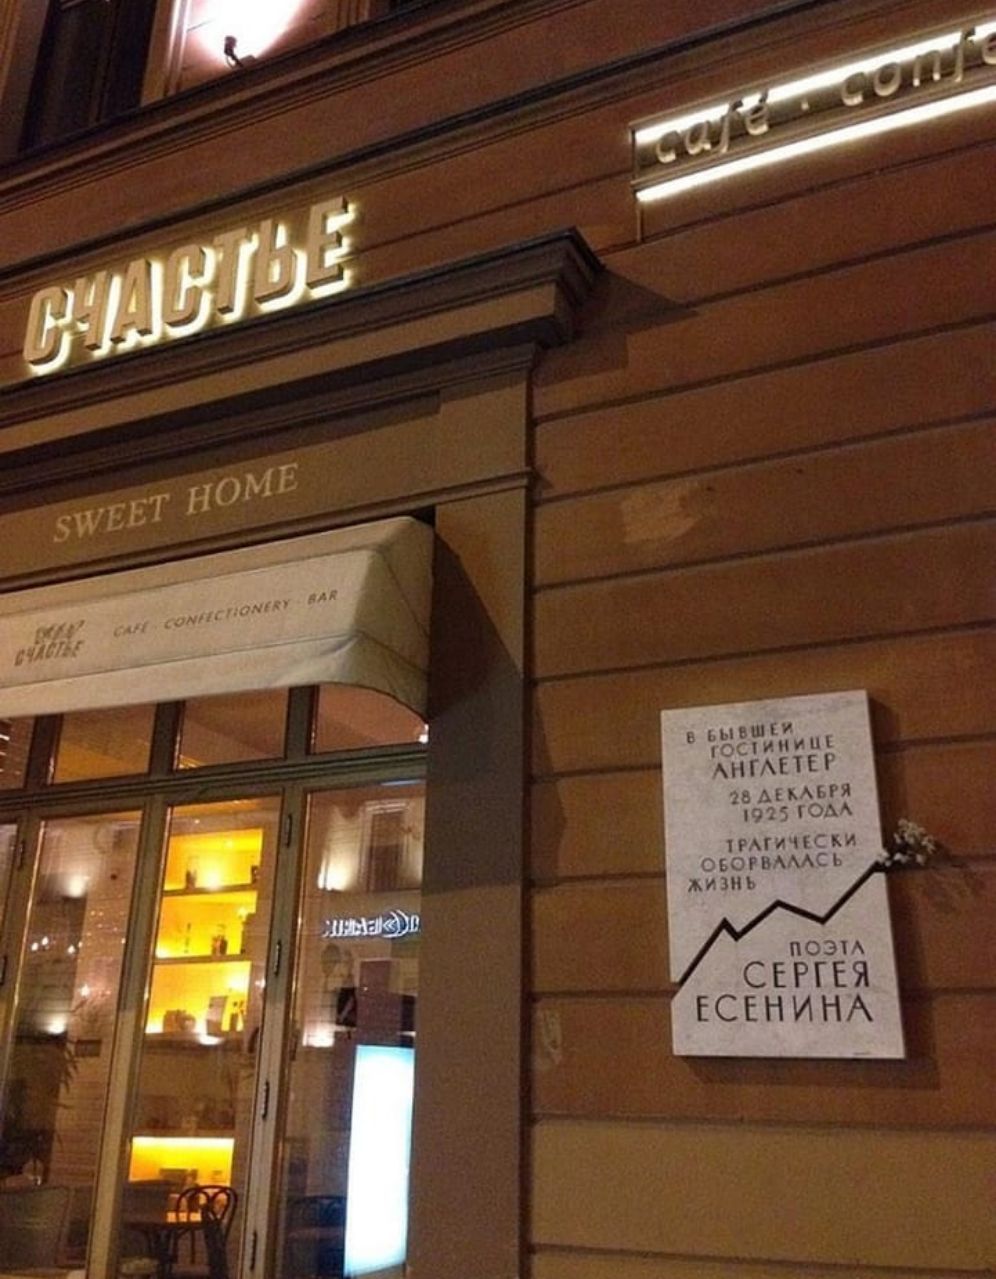 café · confe
СЧАСТЬЕ
SWEET HOME
СЧАСТЬЕ
CAFE · CONFECTIONERY · BAR
В БЫВШЕЙ
ГОСТИНИЦЕ
АНГЛЕТЕР
28 ДЕКАБРЯ
1925 ГОДА
ТРАГИЧЕСКИ
ОБОРВАЛАСЬ
ЖИЗНЬ
ПОЭТА
СЕРГЕЯ
ЕСЕНИНА